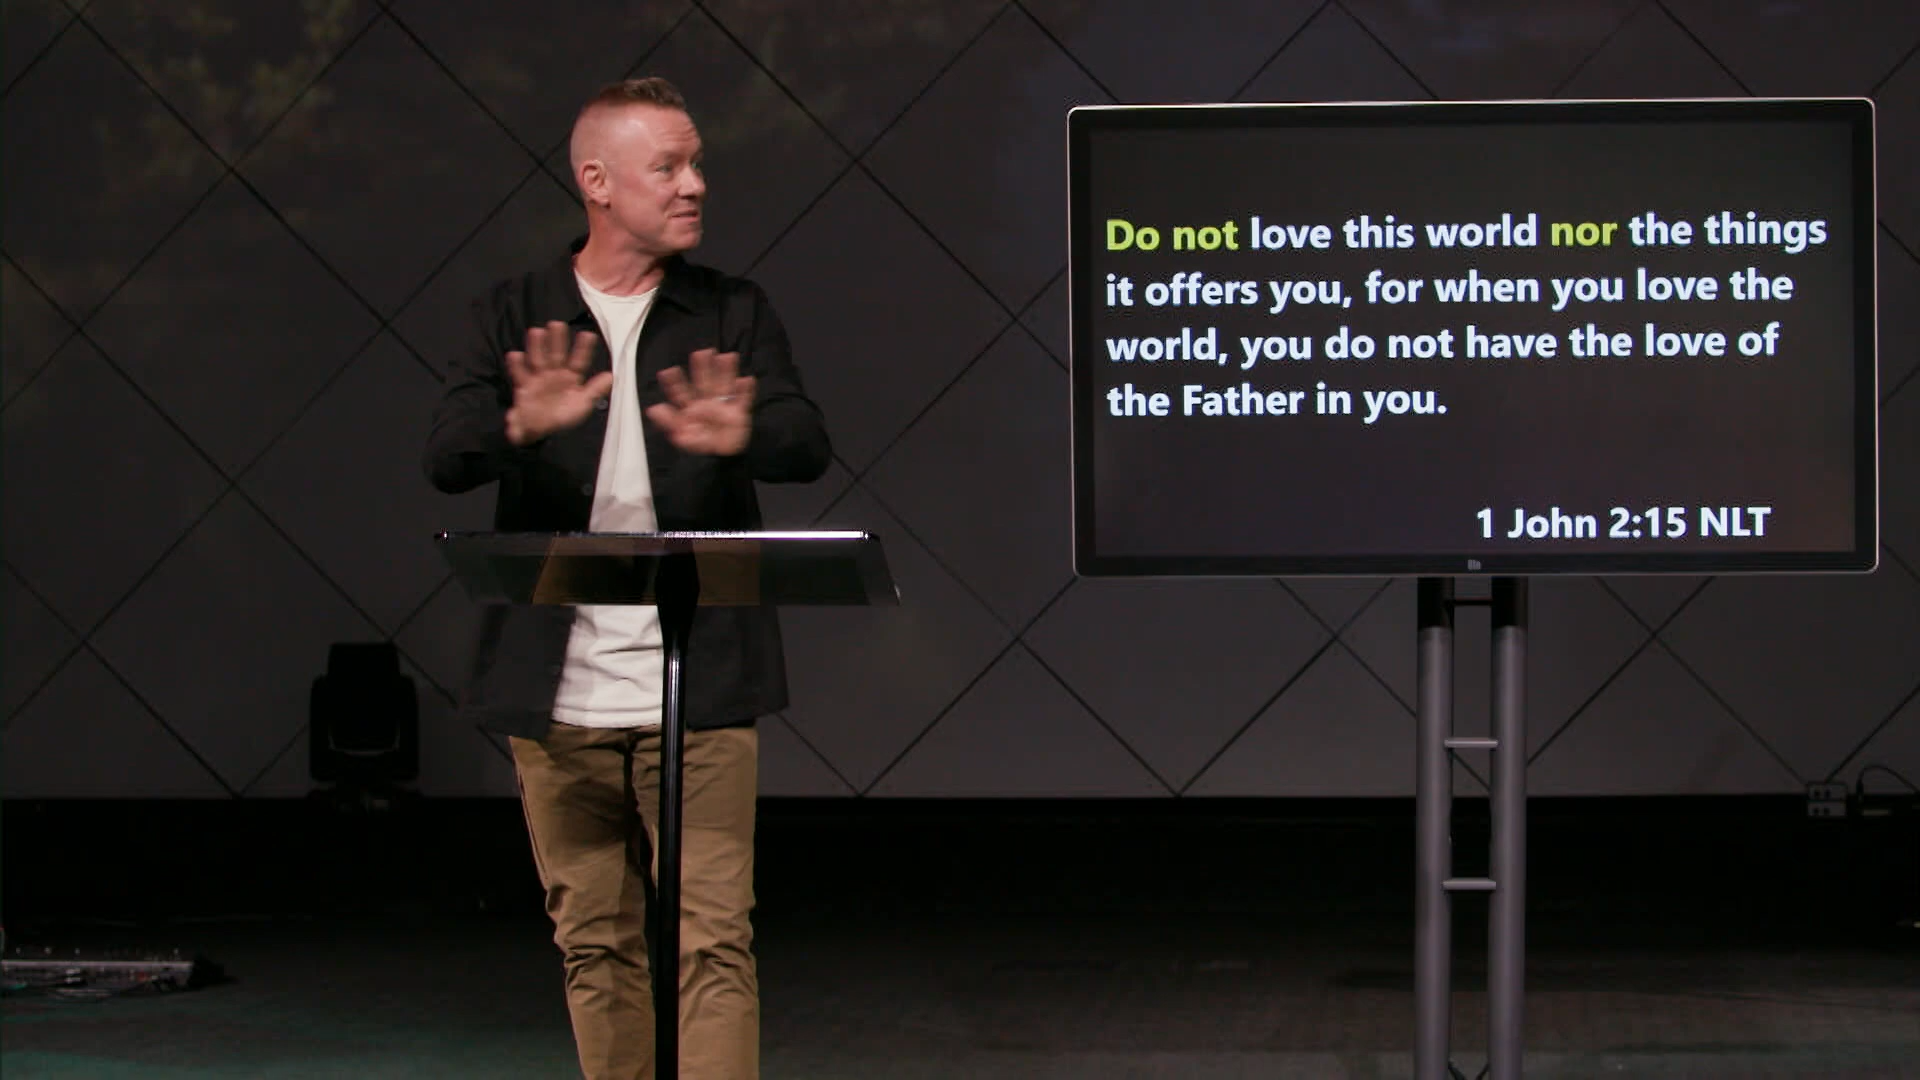 Do not love this world nor the things
it offers you, for when you love the
world, you do not have the love of
the Father in you.
1 John 2:15 NLT
elo